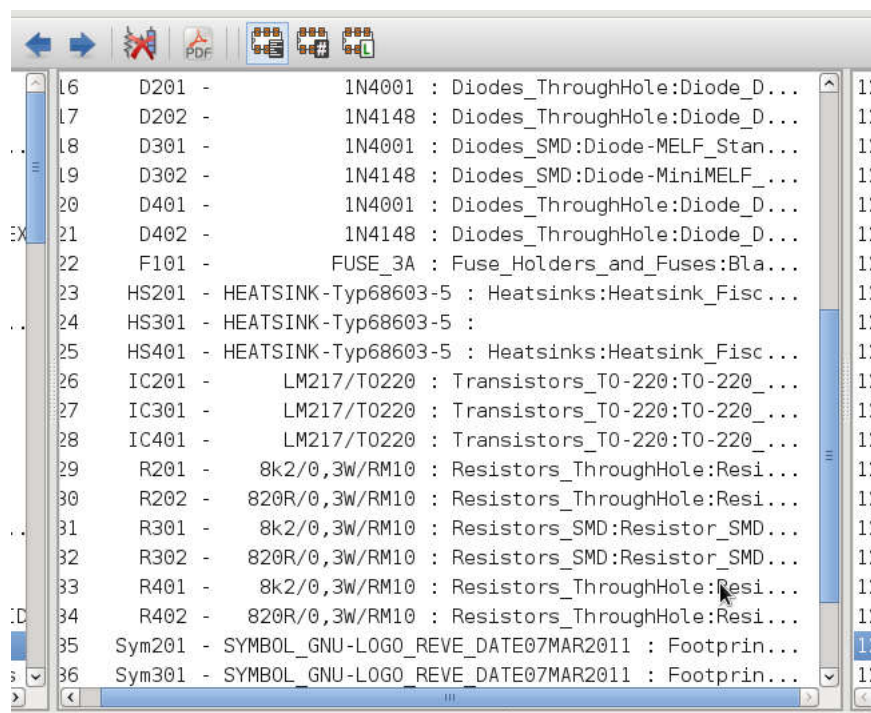 PDF
#
L
16 D201 - 1N4001 : Diodes_ThroughHole:Diode_D...
17 D202 - 1N4148 : Diodes_ThroughHole:Diode_D...
18 D301 - 1N4001 : Diodes_SMD:Diode-MELF_Stan...
19 D302 - 1N4148 : Diodes_SMD:Diode-MiniMELF_...
20 D401 - 1N4001 : Diodes_ThroughHole:Diode_D...
21 D402 - 1N4148 : Diodes_ThroughHole:Diode_D...
22 F101 - FUSE_3A : Fuse_Holders_and_Fuses:Bla...
23 HS201 - HEATSINK-Typ68603-5 : Heatsinks:Heatsink_Fisc...
24 HS301 - HEATSINK-Typ68603-5 :
25 HS401 - HEATSINK-Typ68603-5 : Heatsinks:Heatsink_Fisc...
26 IC201 - LM217/TO220 : Transistors_TO-220:TO-220_...
27 IC301 - LM217/TO220 : Transistors_TO-220:TO-220_...
28 IC401 - LM217/TO220 : Transistors_TO-220:TO-220_...
29 R201 - 8k2/0,3W/RM10 : Resistors_ThroughHole:Resi...
30 R202 - 820R/0,3W/RM10 : Resistors_ThroughHole:Resi...
31 R301 - 8k2/0,3W/RM10 : Resistors_SMD:Resistor_SMD...
32 R302 - 820R/0,3W/RM10 : Resistors_SMD:Resistor_SMD...
33 R401 - 8k2/0,3W/RM10 : Resistors_ThroughHole:Resi...
34 R402 - 820R/0,3W/RM10 : Resistors_ThroughHole:Resi...
35 Sym201 - SYMBOL_GNU-LOGO_REVE_DATE07MAR2011 : Footprin...
36 Sym301 - SYMBOL_GNU-LOGO_REVE_DATE07MAR2011 : Footprin...